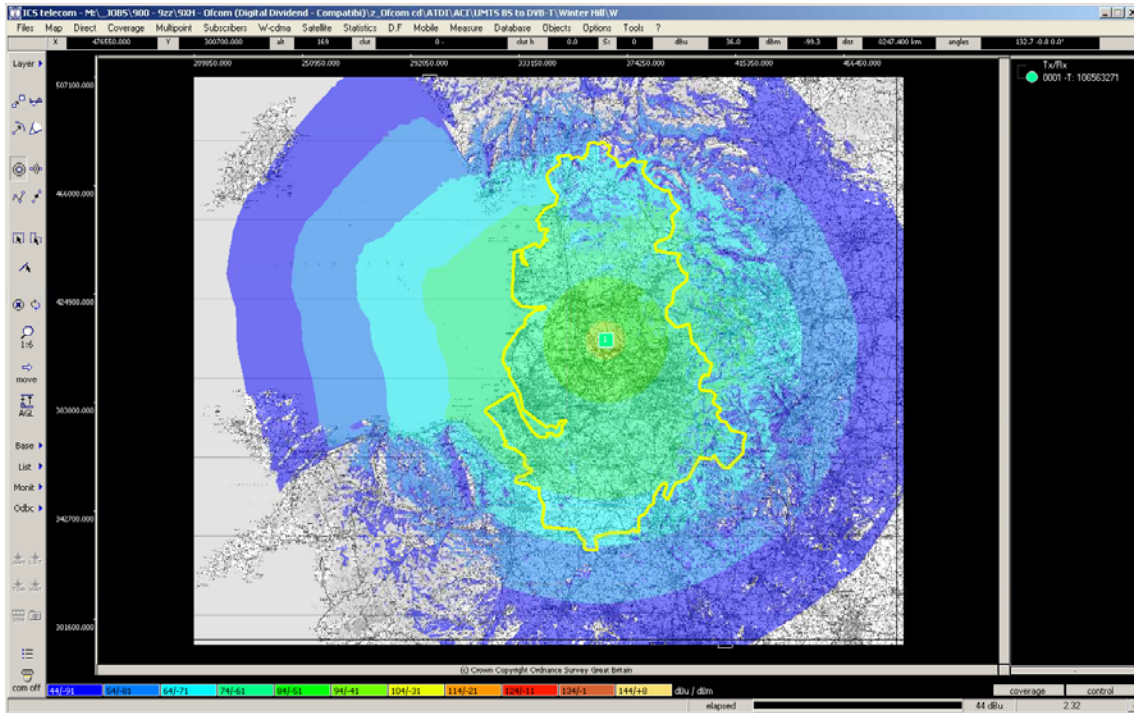 ICS telecom - M:\_JOBS\900 - 9zz\9XH - Ofcom (Digital Dividend - Compatibi)\z_Ofcom cd\ATDI\ACI\UMTS BS to DVB-T\Winter Hill\W
Files Map Direct Coverage Multipoint Subscribers W-cdma Satellite Statistics D.F Mobile Measure Database Objects Options Tools ?
X 476550.000 Y 300700.000 alt 169 clut 0 - clut h 0.0 S: 0 dBu 36.0 dBm -99.3 dist 0247.400 km angles 132.7 -0.8 0.0°
Layer
209850.000 250950.000 292050.000 333150.000 374250.000 415350.000 456450.000
Tx/Rx
0001 -T: 106563271
507100.000
466000.000
424900.000
1:6
move
AGL
383800.000
Base
List
Monit
Odbc
342700.000
301600.000
(c) Crown Copyright Ordnance Survey Great Britain
com off
44/-91 54/-81 64/-71 74/-61 84/-51 94/-41 104/-31 114/-21 124/-11 134/-1 144/+8 dBu / dBm
coverage control
elapsed 44 dBu 2.32